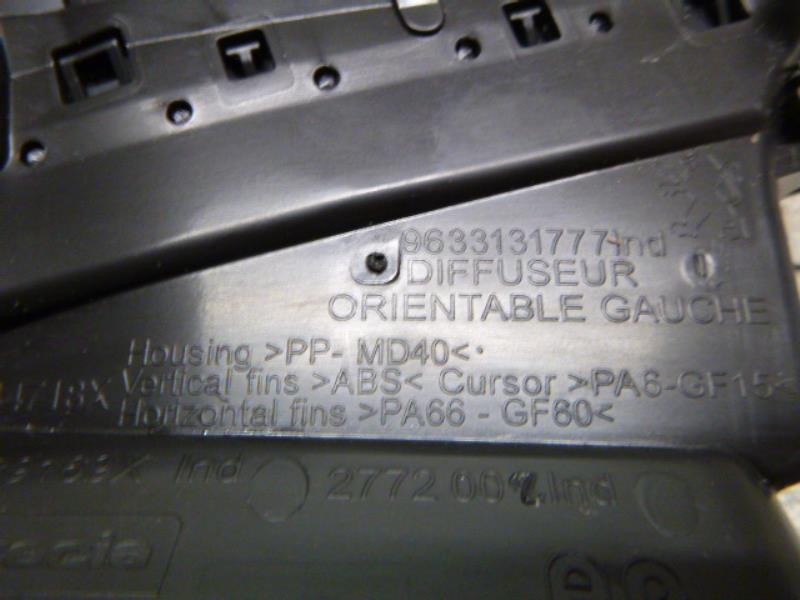 9633131777 Ind
DIFFUSEUR
ORIENTABLE GAUCHE
Housing >PP- MD40<
Vertical fins >ABS< Cursor >PA6-GF15<
Horizontal fins >PA66 - GF60<
Ind
2772 00 Ind